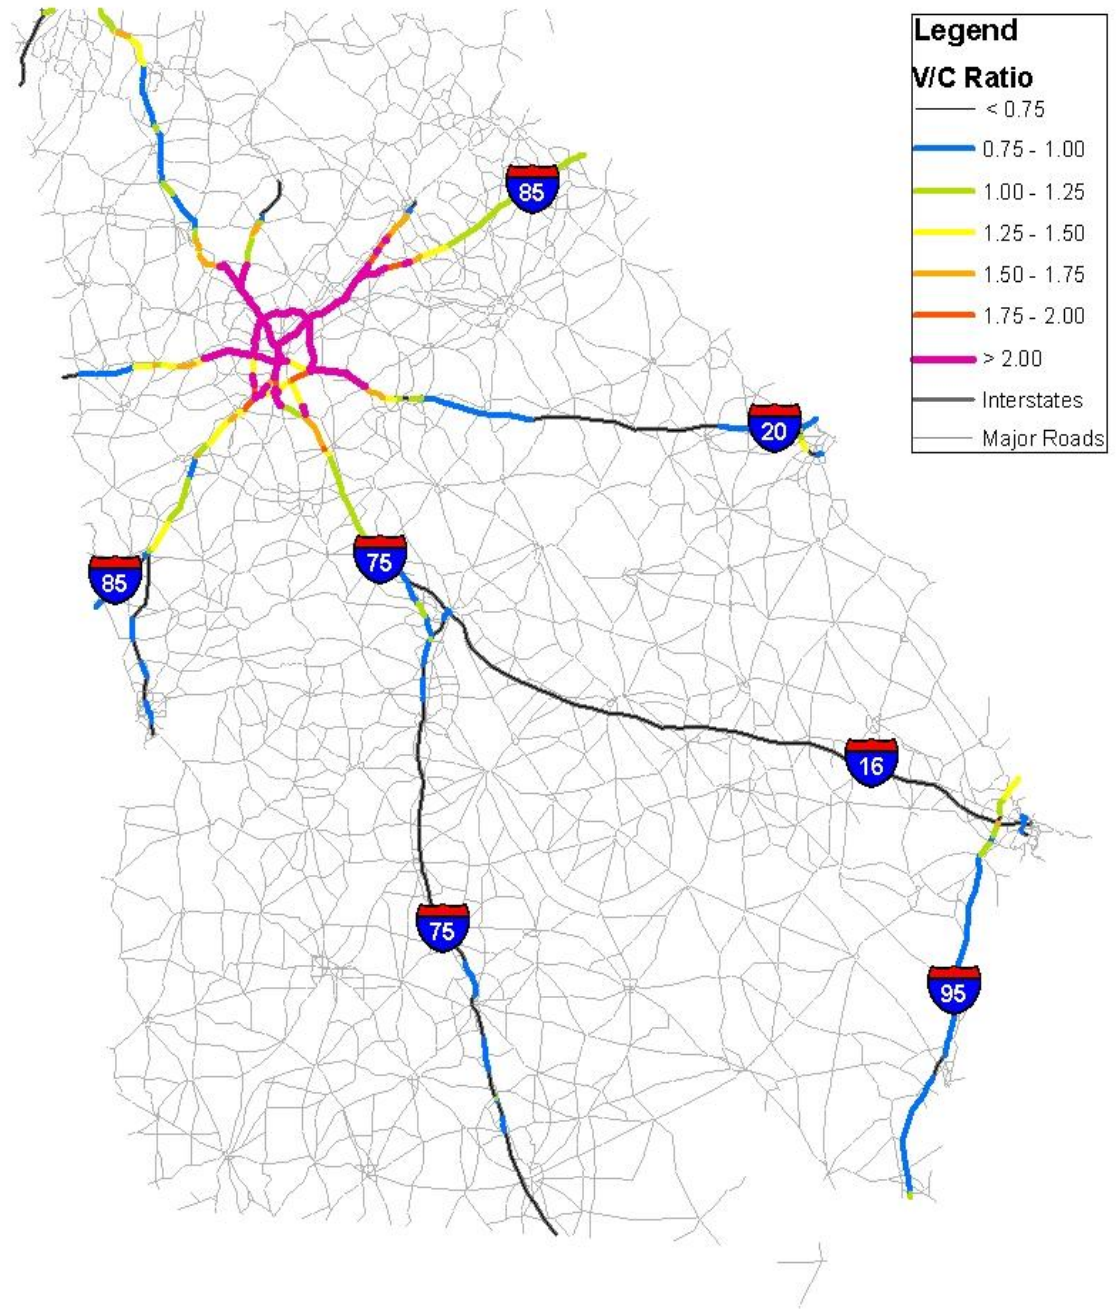 Legend
V/C Ratio
< 0.75
0.75 - 1.00
1.00 - 1.25
1.25 - 1.50
1.50 - 1.75
1.75 - 2.00
> 2.00
Interstates
Major Roads
85
20
75
85
16
75
95